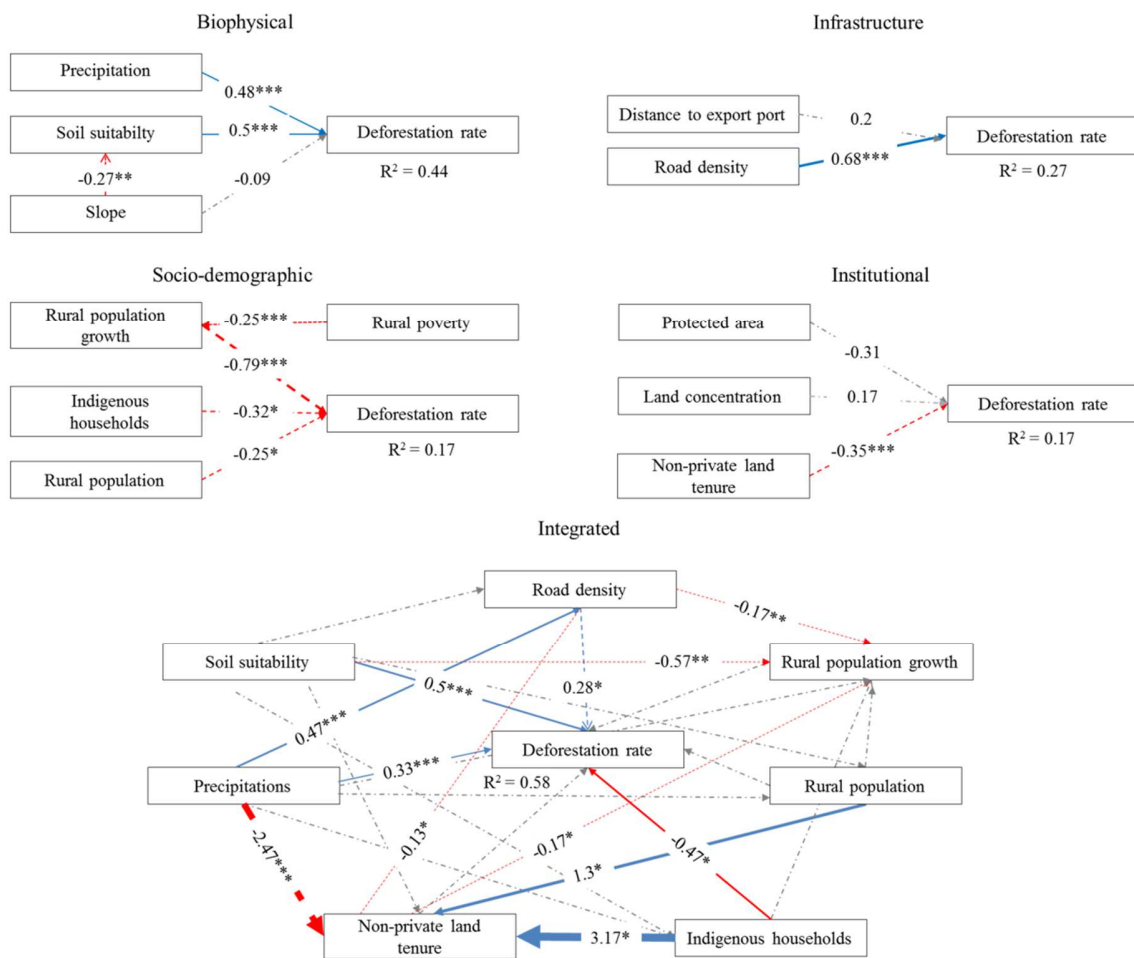 Biophysical
Precipitation
0.48***
Soil suitabilty
0.5***
Deforestation rate
-0.27**
-0.09
R² = 0.44
Slope
Infrastructure
Distance to export port
0.2
Deforestation rate
Road density
0.68***
R² = 0.27
Socio-demographic
Rural population
growth
-0.25***
Rural poverty
-0.79***
Indigenous
households
-0.32*
Deforestation rate
-0.25*
R² = 0.17
Rural population
Institutional
Protected area
-0.31
Land concentration
0.17
Deforestation rate
R² = 0.17
Non-private land
tenure
-0.35***
Integrated
Road density
-0.17**
Soil suitability
-0.57**
Rural population growth
0.5***
0.28*
0.47***
Deforestation rate
0.33***
R² = 0.58
Precipitations
Rural population
-2.47***
-0.13*
-0.17*
1.3*
-0.47*
Non-private land
tenure
3.17*
Indigenous households